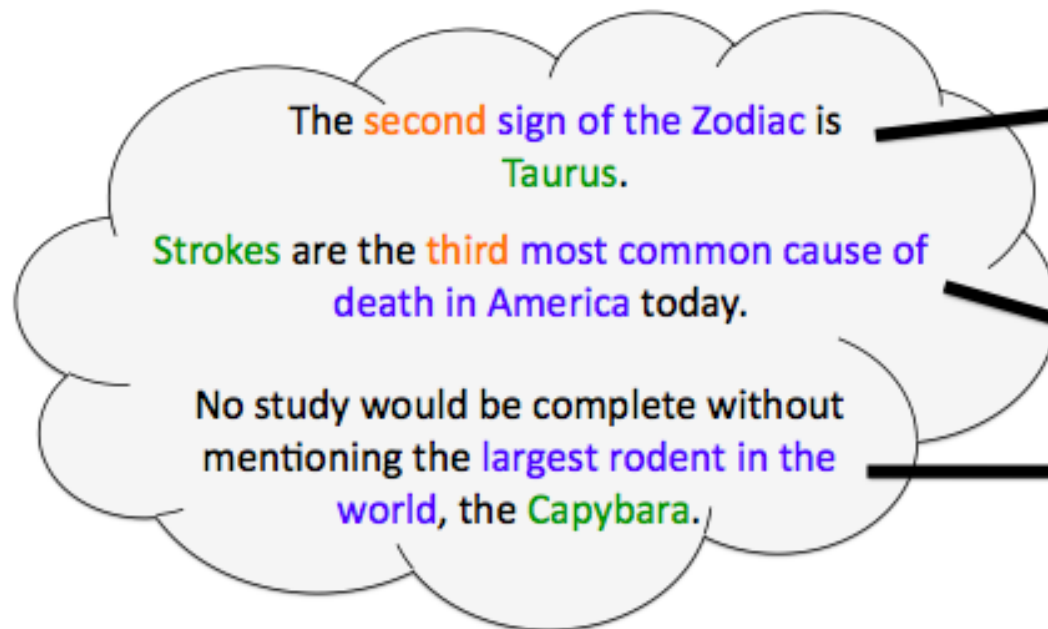 The second sign of the Zodiac is
Taurus.
Strokes are the third most common cause of
death in America today.
No study would be complete without
mentioning the largest rodent in the
world, the Capybara.